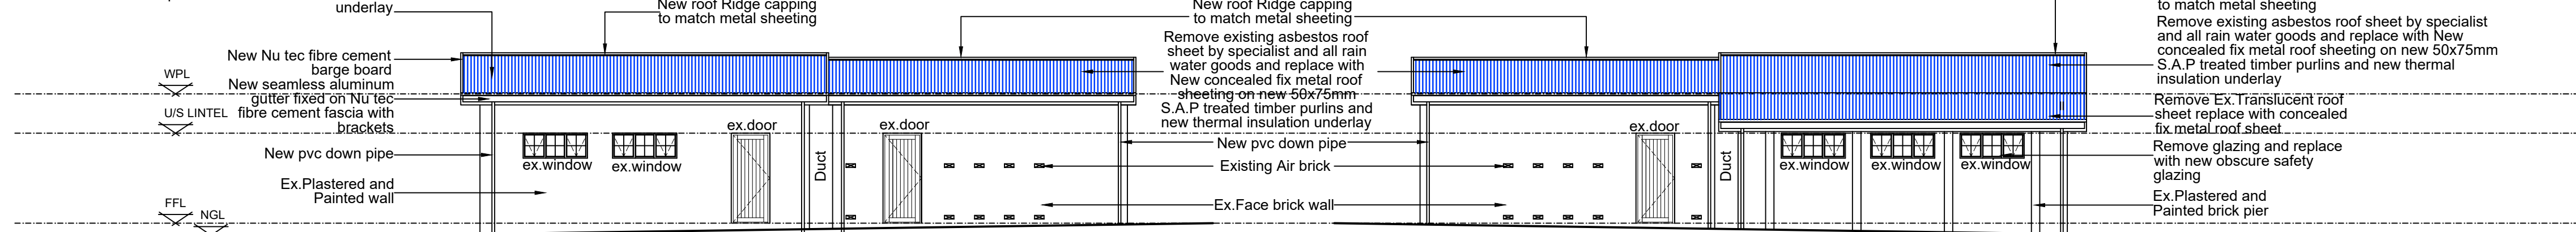 underlay
New Nu tec fibre cement
barge board
New seamless aluminum
gutter fixed on Nu tec
fibre cement fascia with
brackets
New pvc down pipe
Ex.Plastered and
Painted wall
WPL
U/S LINTEL
FFL
NGL
New roof Ridge capping
to match metal sheeting
ex.window
ex.window
ex.door
Duct
ex.door
New roof Ridge capping
to match metal sheeting
Remove existing asbestos roof
sheet by specialist and all rain
water goods and replace with
New concealed fix metal roof
sheeting on new 50x75mm
S.A.P treated timber purlins and
new thermal insulation underlay
New pvc down pipe
Existing Air brick
Ex.Face brick wall
ex.door
Duct
ex.window
ex.window
ex.window
to match metal sheeting
Remove existing asbestos roof sheet by specialist
and all rain water goods and replace with New
concealed fix metal roof sheeting on new 50x75mm
S.A.P treated timber purlins and new thermal
insulation underlay
Remove Ex.Translucent roof
sheet replace with concealed
fix metal roof sheet
Remove glazing and replace
with new obscure safety
glazing
Ex.Plastered and
Painted brick pier